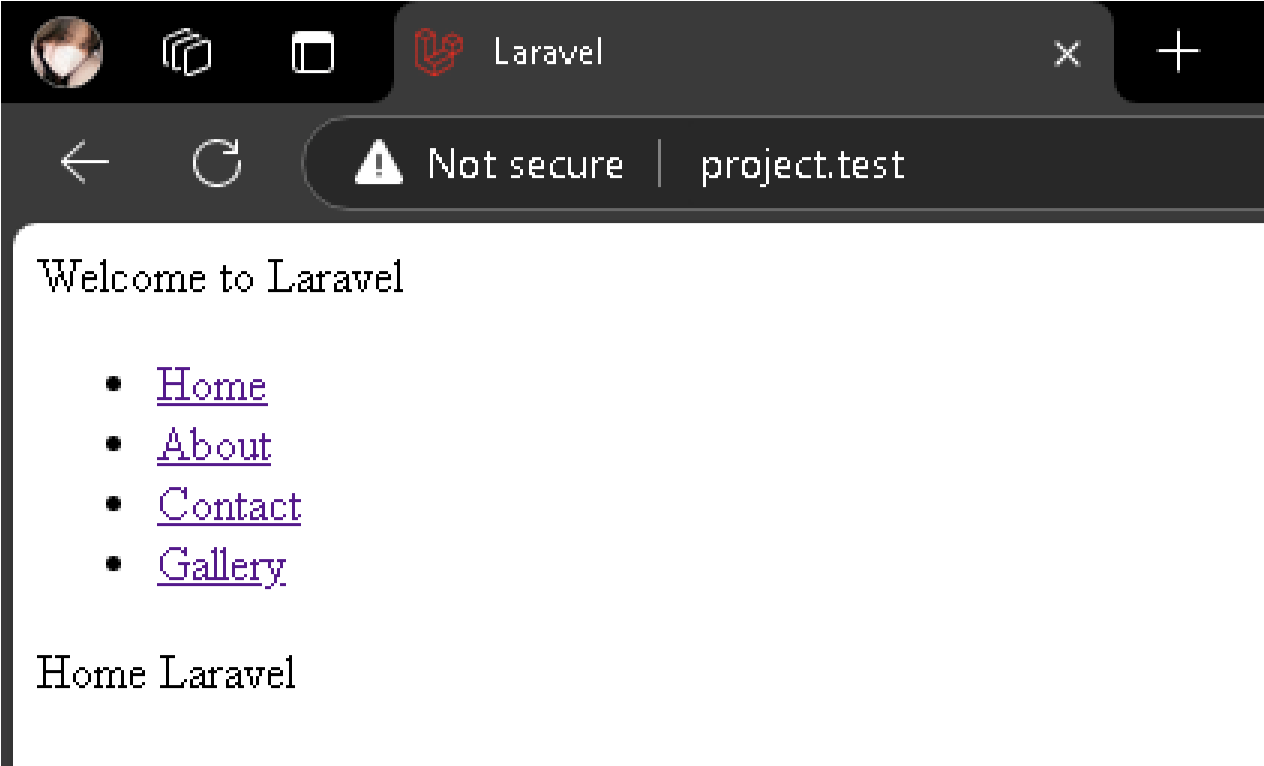 Laravel
Not secure project.test
Welcome to Laravel
Home
About
Contact
Gallery
Home Laravel